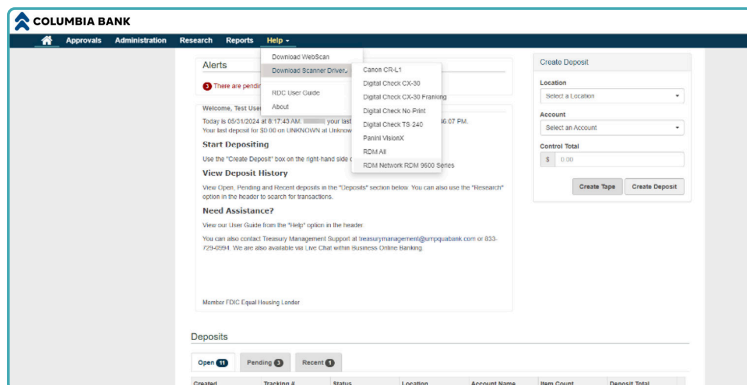 COLUMBIA BANK
Approvals Administration Research Reports Help
Download WebScan
Download Scanner Driver
RDC User Guide
About
Canon CR-L1
Digital Check CX-30
Digital Check CX-30 Franking
Digital Check No Print
Digital Check TS 240
Panini VisionX
RDM All
RDM Network RDM 9600 Series
Alerts
3 There are pendi
Welcome, Test Use
Today is 05/31/2024 at 8:17:43 AM. your last 6:07 PM.
Your last deposit for $0.00 on UNKNOWN at Unknow
Start Depositing
Use the "Create Deposit" box on the right-hand side o
View Deposit History
View Open, Pending and Recent deposits in the "Deposits" section below. You can also use the "Research"
option in the header to search for transactions.
Need Assistance?
View our User Guide from the "Help" option in the header.
You can also contact Treasury Management Support at treasurymanagement@umpquabank.com or 833-
729-0994. We are also available via Live Chat within Business Online Banking.
Member FDIC Equal Housing Lender
Create Deposit
Location
Select a Location
Account
Select an Account
Control Total
$ 0.00
Create Tape Create Deposit
Deposits
Open 11 Pending 3 Recent 1
Created Tracking # Status Location Account Name Item Count Deposit Total